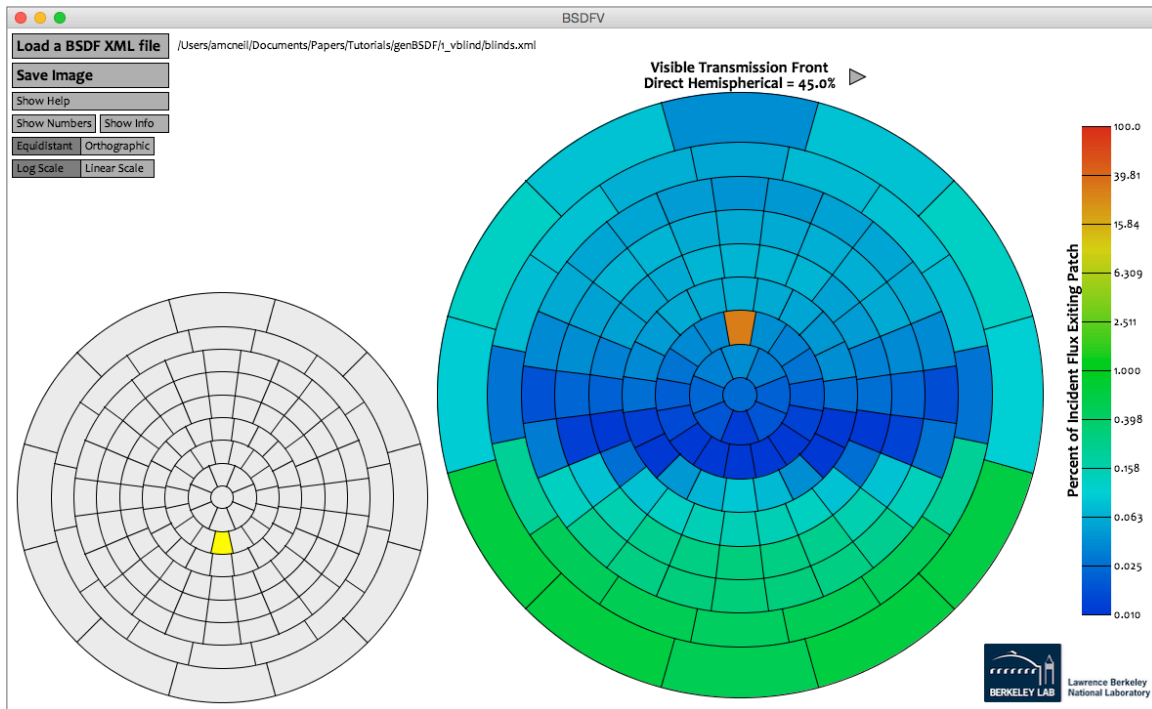 BSDFV
Load a BSDF XML file
/Users/amcneil/Documents/Papers/Tutorials/genBSDF/1_vblind/blinds.xml
Save Image
Show Help
Show Numbers
Show Info
Equidistant
Orthographic
Log Scale
Linear Scale
Visible Transmission Front
Direct Hemispherical = 45.0%
Percent of Incident Flux Exiting Patch
100.0
39.81
15.84
6.309
2.511
1.000
0.398
0.158
0.063
0.025
0.010
BERKELEY LAB
Lawrence Berkeley
National Laboratory